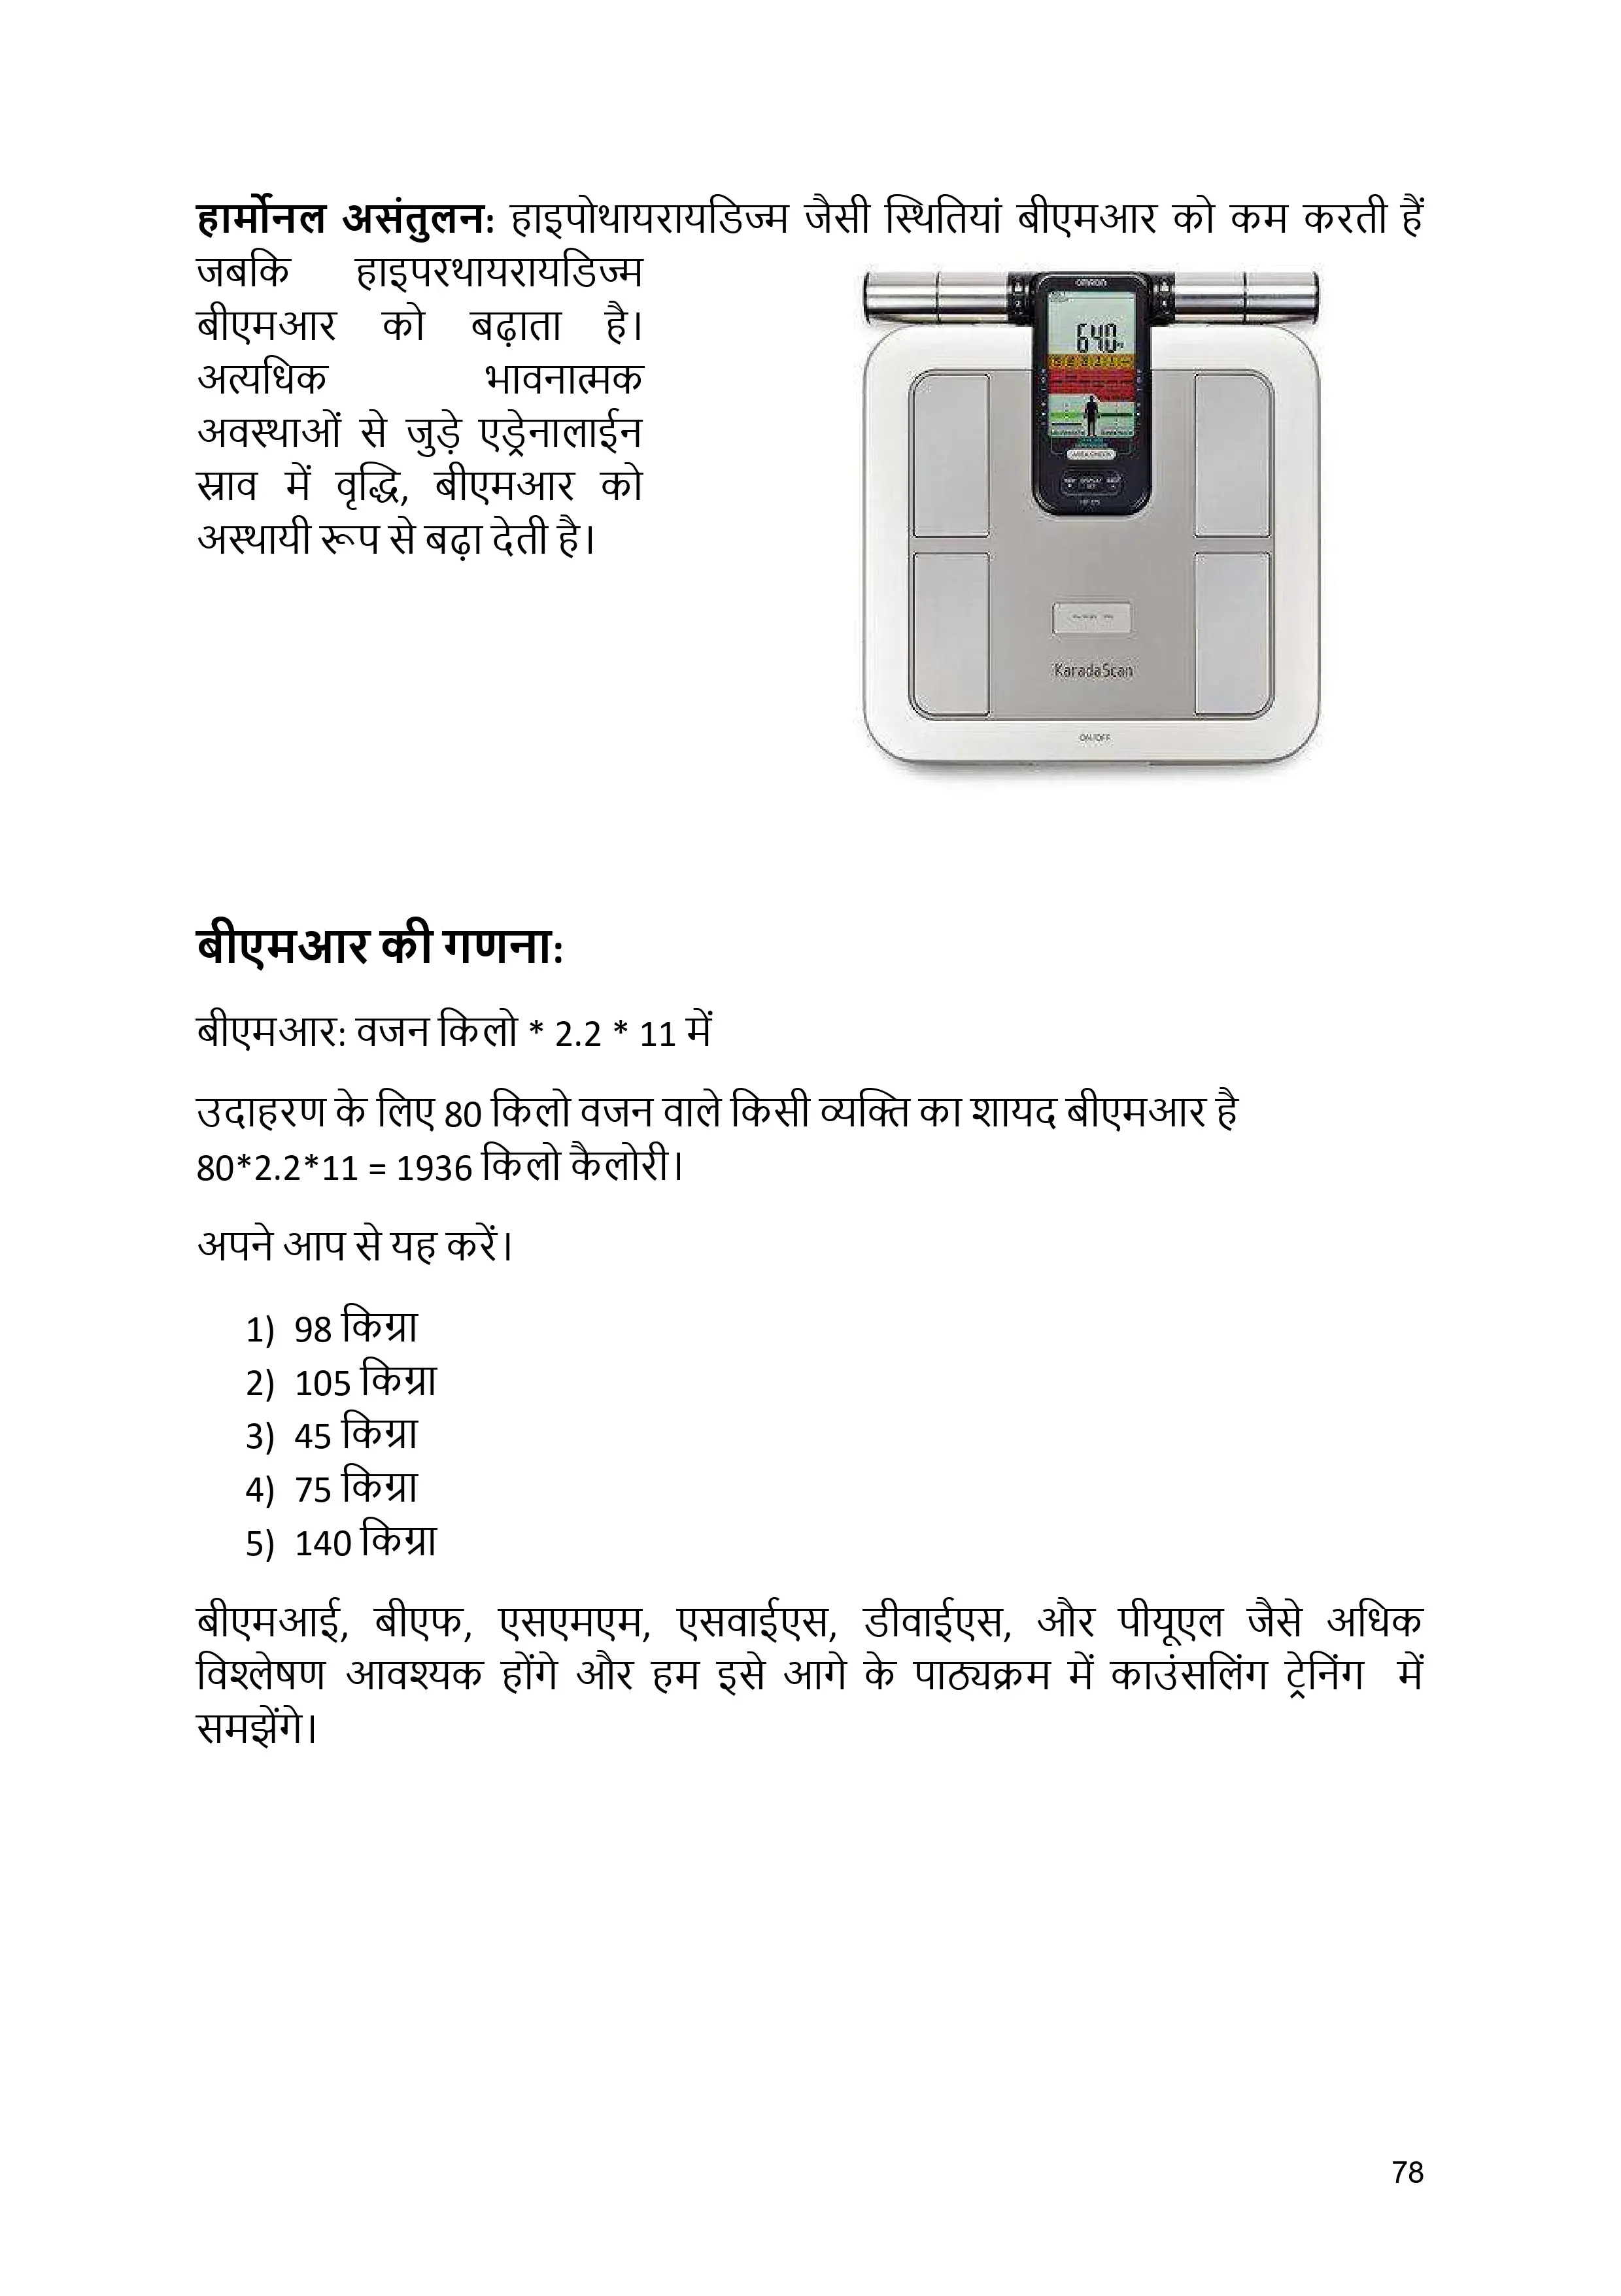 हार्मोनल असंतुलन: हाइपोथायरायडिज्म जैसी स्थितियां बीएमआर को कम करती हैं
जबकि हाइपरथायरायडिज्म
बीएमआर को बढ़ाता है।
अत्यधिक भावनात्मक
अवस्थाओं से जुड़े एड्रेनालाईन
स्राव में वृद्धि, बीएमआर को
अस्थायी रूप से बढ़ा देती है।
OMRON
640
AREA CHECK
KaradaScan
ON/OFF
बीएमआर की गणना:
बीएमआर: वजन किलो * 2.2 * 11 में
उदाहरण के लिए 80 किलो वजन वाले किसी व्यक्ति का शायद बीएमआर है
80*2.2*11 = 1936 किलो कैलोरी।
अपने आप से यह करें।
1) 98 किग्रा
2) 105 किग्रा
3) 45 किग्रा
4) 75 किग्रा
5) 140 किग्रा
बीएमआई, बीएफ, एसएमएम, एसवाईएस, डीवाईएस, और पीयूएल जैसे अधिक
विश्लेषण आवश्यक होंगे और हम इसे आगे के पाठ्यक्रम में काउंसलिंग ट्रेनिंग में
समझेंगे।
78